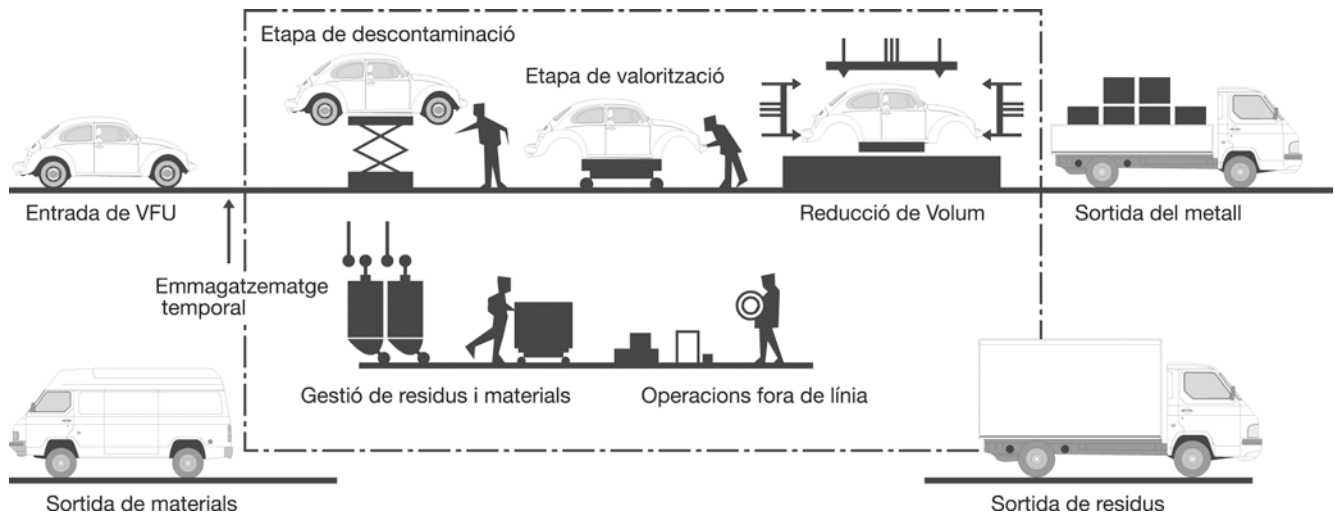 Etapa de descontaminació
Etapa de valorització
Entrada de VFU
Reducció de Volum
Sortida del metall
Emmagatzematge
temporal
Gestió de residus i materials
Operacions fora de línia
Sortida de materials
Sortida de residus